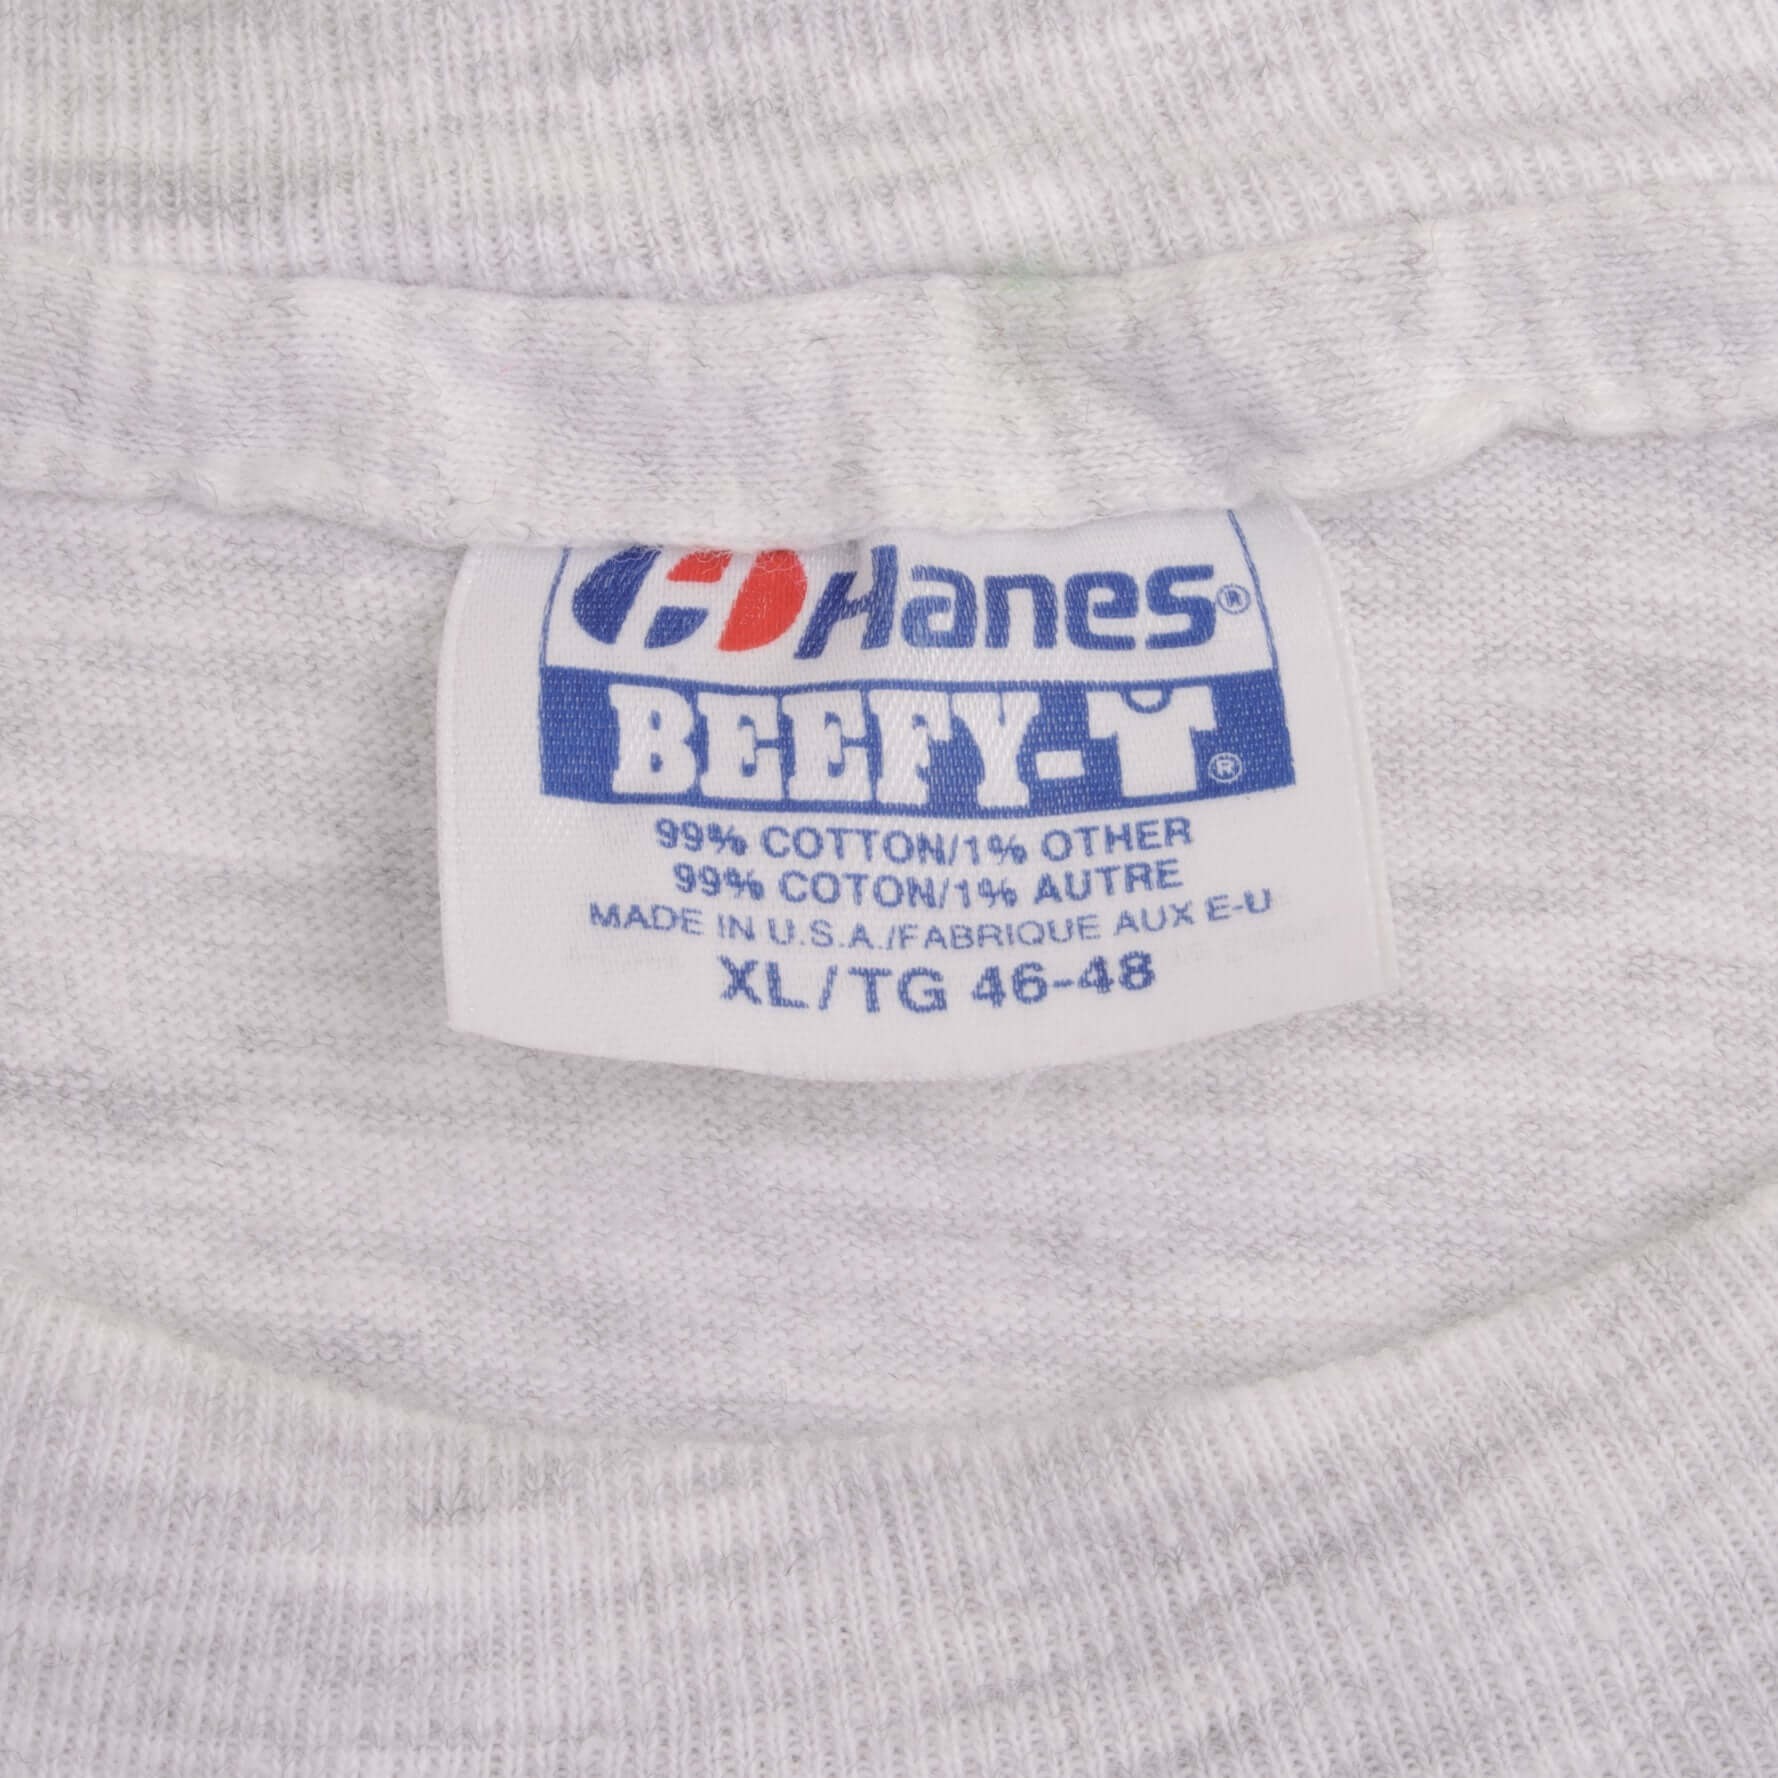 Hanes®
BEEFY-T®
99% COTTON/1% OTHER
99% COTON/1% AUTRE
MADE IN U.S.A./FABRIQUE AUX E-U
XL/TG 46-48